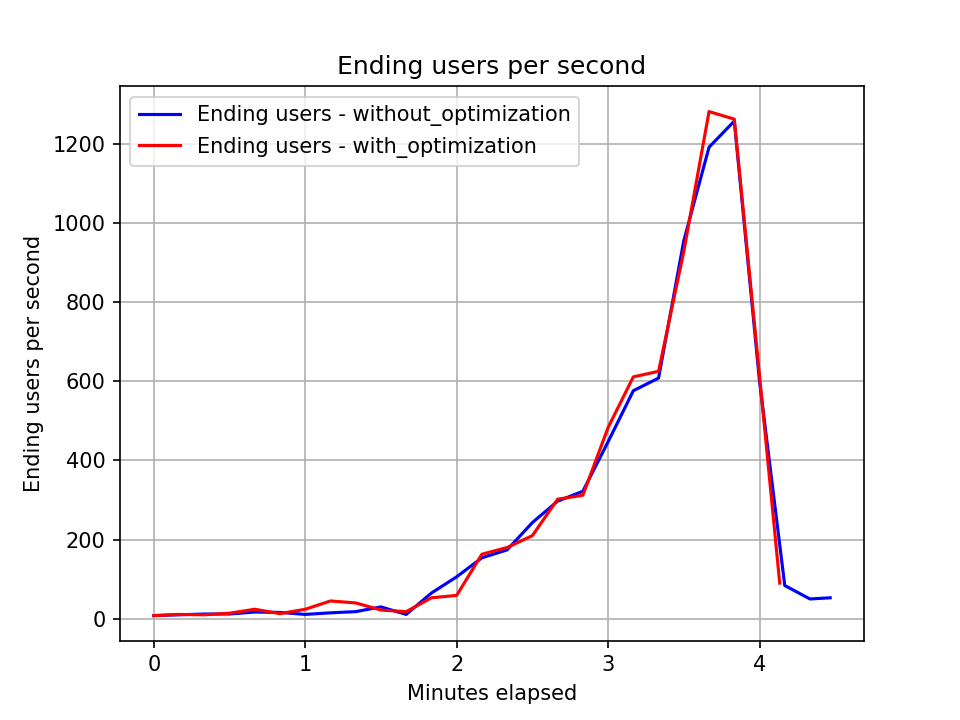 Ending users per second
Ending users - without_optimization
Ending users - with_optimization
1200
1000
800
600
400
200
0
Ending users per second
0 1 2 3 4
Minutes elapsed